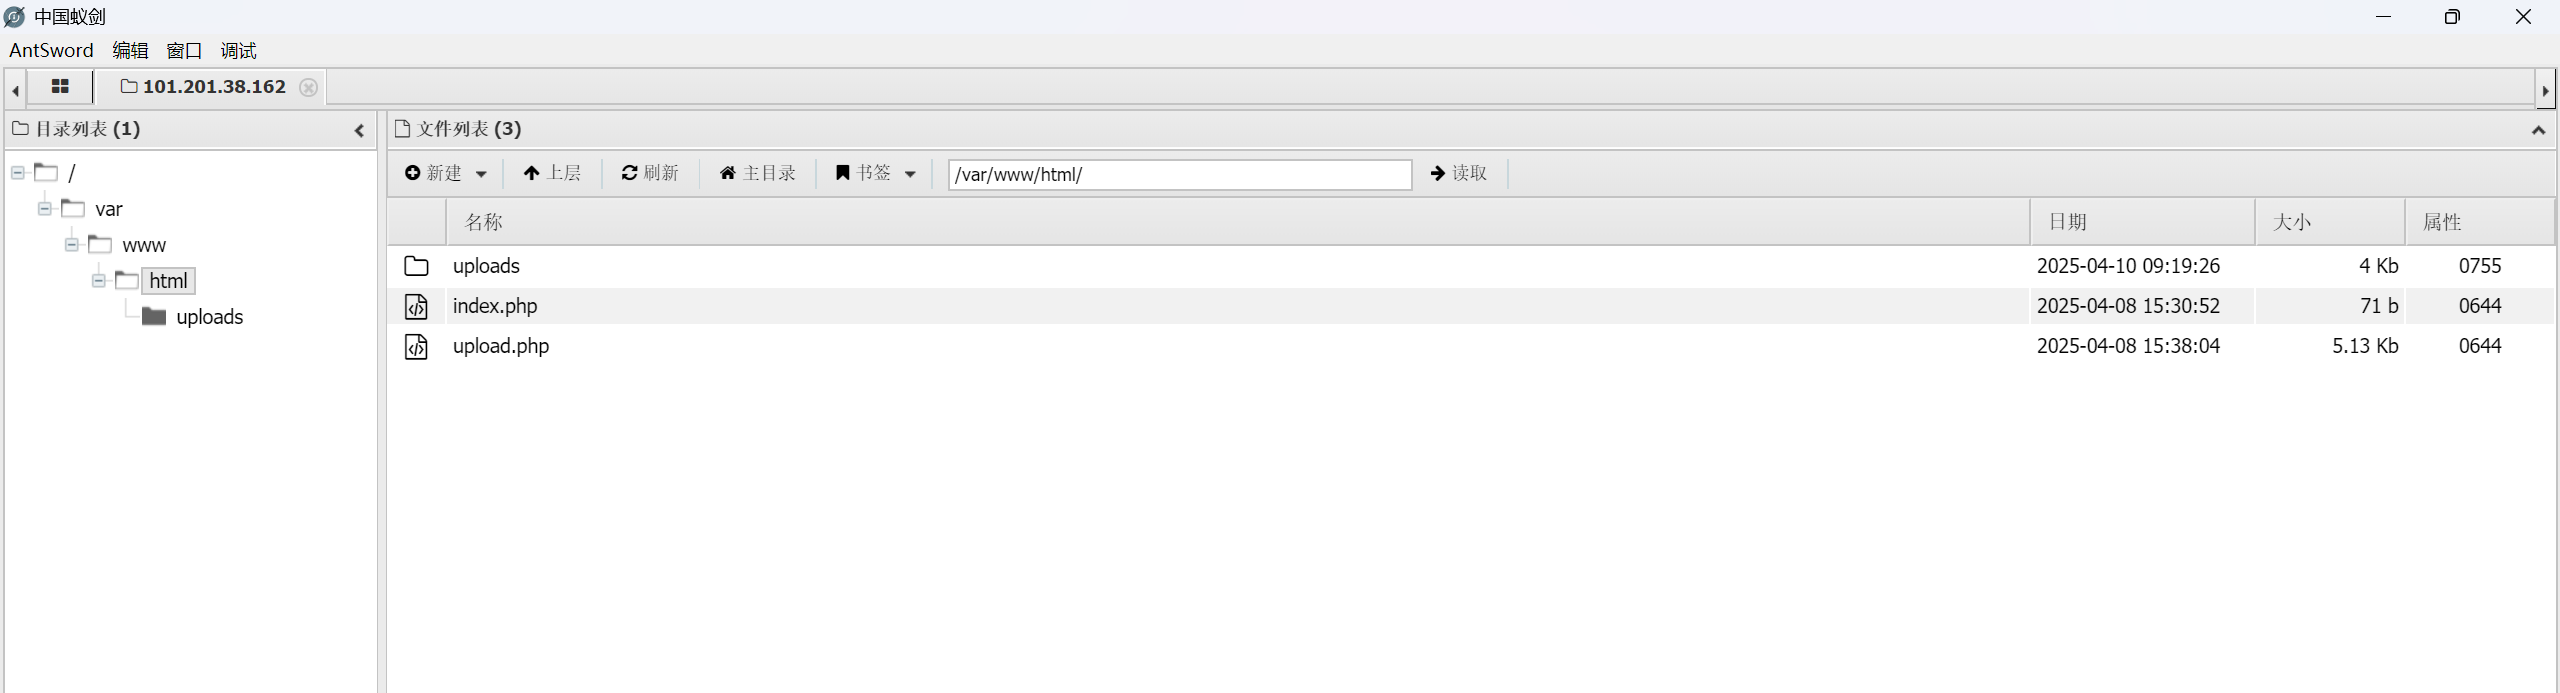 中国蚁剑
AntSword 编辑 窗口 调试
101.201.38.162
目录列表 (1)
/
var
www
html
uploads
文件列表 (3)
新建 上层 刷新 主目录 书签 /var/www/html/ 读取
名称 日期 大小 属性
uploads 2025-04-10 09:19:26 4 Kb 0755
index.php 2025-04-08 15:30:52 71 b 0644
upload.php 2025-04-08 15:38:04 5.13 Kb 0644